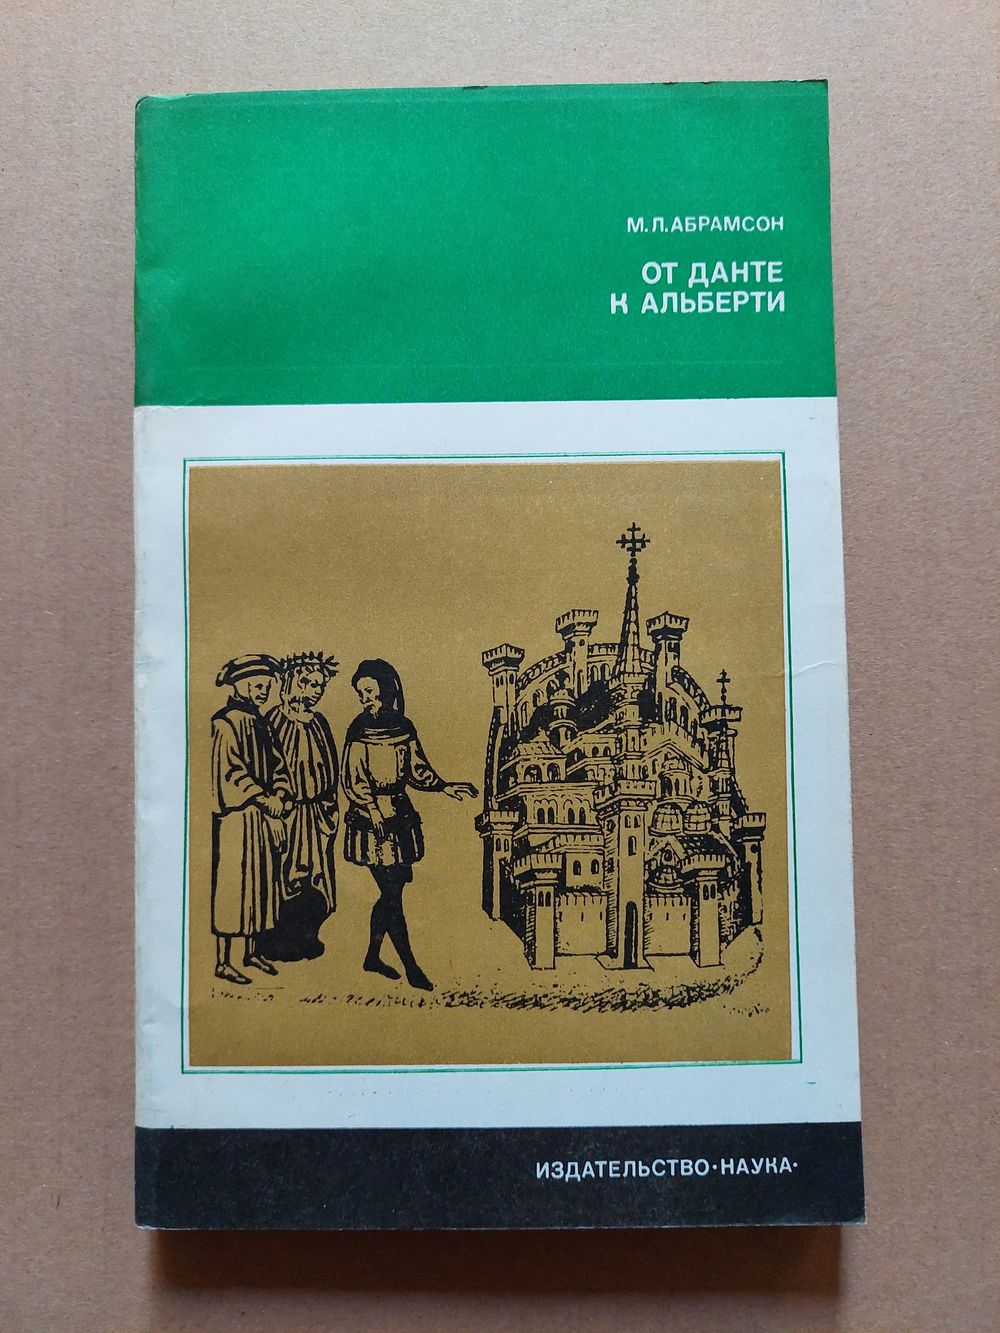 М.Л.АБРАМСОН
ОТ ДАНТЕ
К АЛЬБЕРТИ
ИЗДАТЕЛЬСТВО·НАУКА·